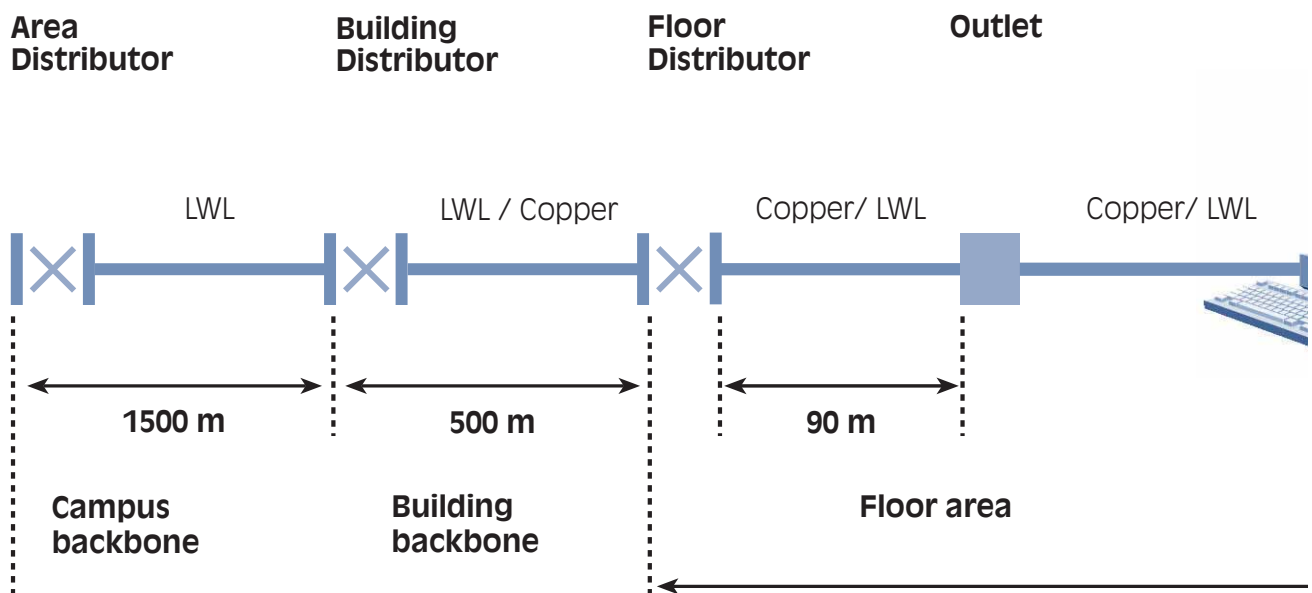 Area
Distributor
Building
Distributor
Floor
Distributor
Outlet
LWL
LWL / Copper
Copper/ LWL
Copper/ LWL
1500 m
500 m
90 m
Campus
backbone
Building
backbone
Floor area